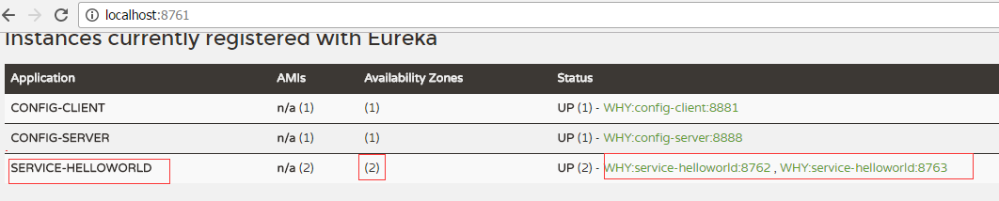 localhost:8761
Instances currently registered with Eureka
Application AMIs Availability Zones Status
CONFIG-CLIENT n/a (1) (1) UP (1) - WHY:config-client:8881
CONFIG-SERVER n/a (1) (1) UP (1) - WHY:config-server:8888
SERVICE-HELLOWORLD n/a (2) (2) UP (2) - WHY:service-helloworld:8762 , WHY:service-helloworld:8763